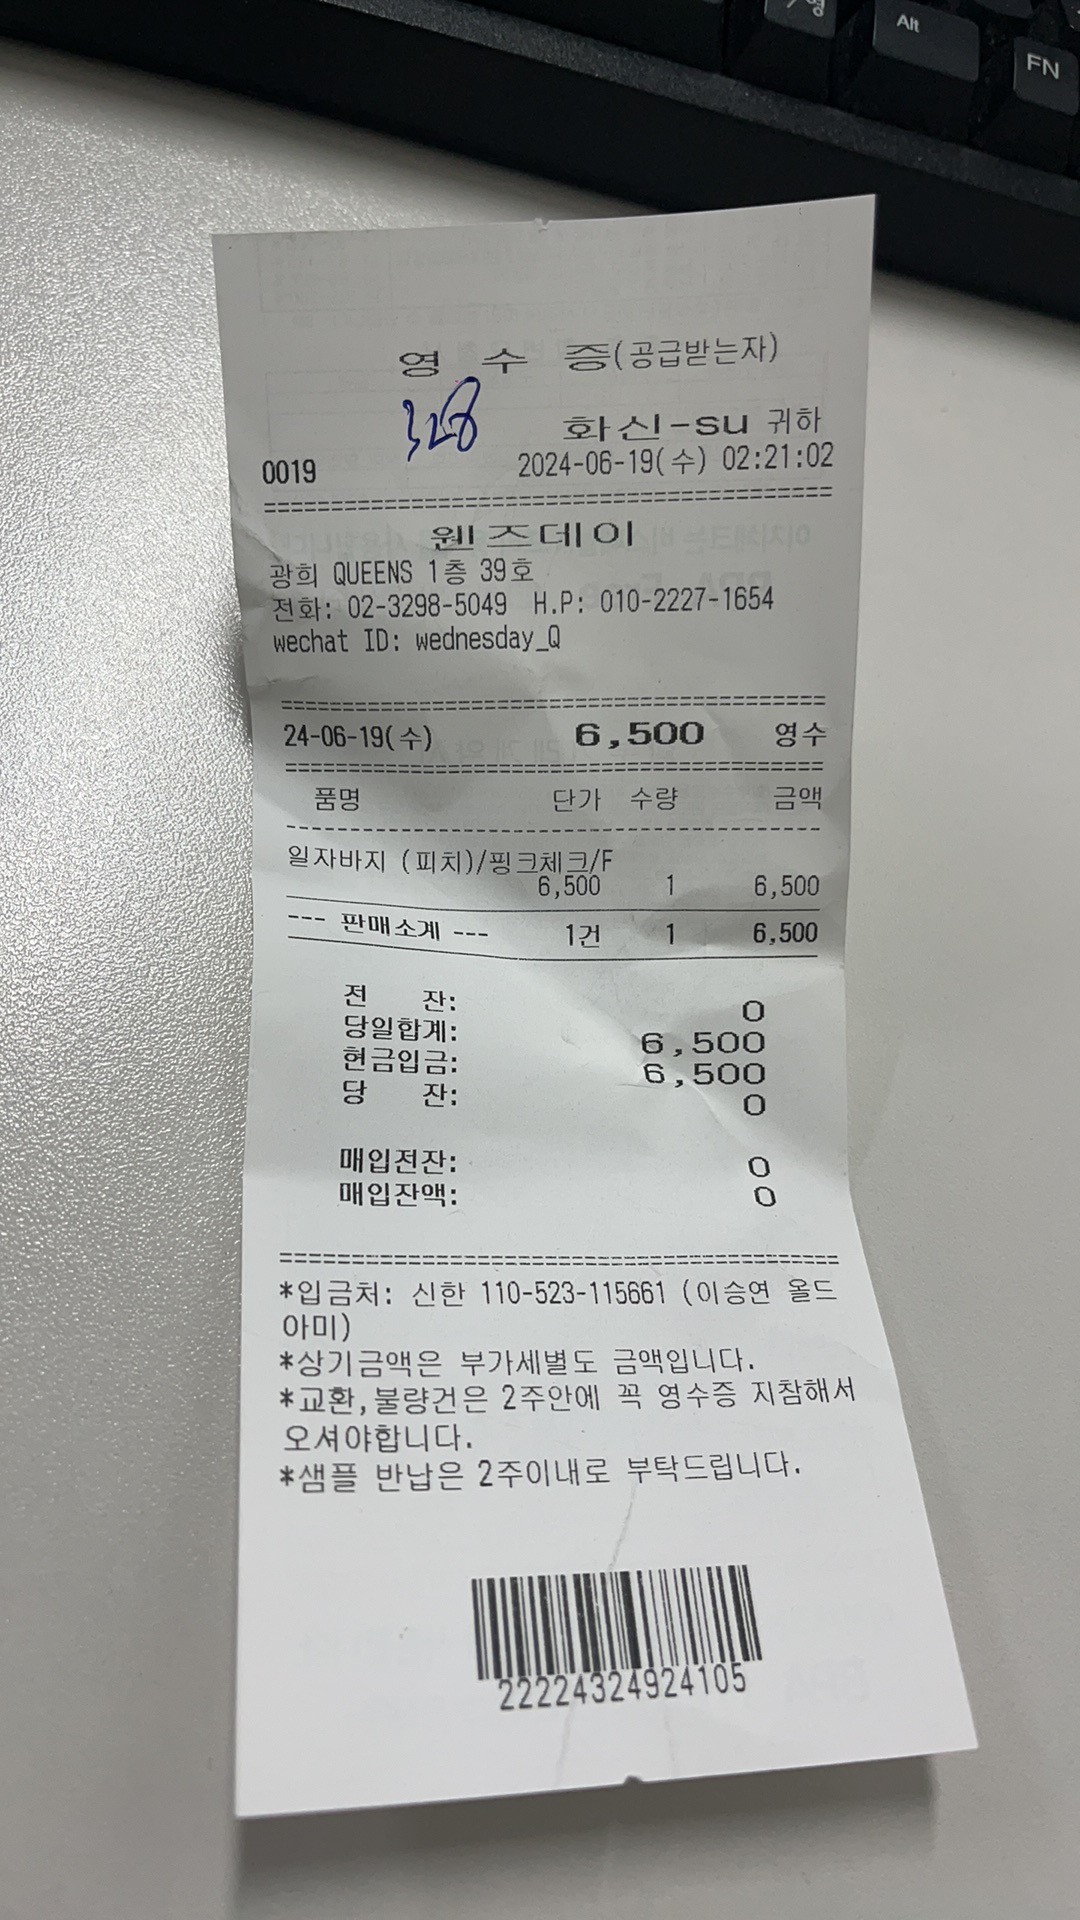 Alt
FN
영 수 증(공급받는자)
328
화신-su 귀하
0019 2024-06-19(수) 02:21:02
==========================================
웬즈데이
광희 QUEENS 1층 39호
전화: 02-3298-5049 H.P: 010-2227-1654
wechat ID: wednesday_Q
==========================================
24-06-19(수) 6,500 영수
==========================================
품명 단가 수량 금액
------------------------------------------
일자바지 (피치)/핑크체크/F
6,500 1 6,500
--- 판매소계 --- 1건 1 6,500
전 잔: 0
당일합계: 6,500
현금입금: 6,500
당 잔: 0
매입전잔: 0
매입잔액: 0
==========================================
*입금처: 신한 110-523-115661 (이승연 올드
아미)
*상기금액은 부가세별도 금액입니다.
*교환,불량건은 2주안에 꼭 영수증 지참해서
오셔야합니다.
*샘플 반납은 2주이내로 부탁드립니다.
22224324924105